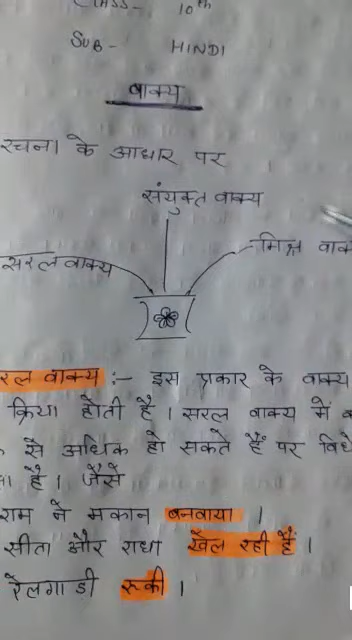 CLASS- 10th
SUB- HINDI
वाक्य
रचना के आधार पर
संयुक्त वाक्य
सरल वाक्य
मिश्र
रल वाक्य :- इस प्रकार के वाक्य
क्रिया होती है । सरल वाक्य में
से अधिक हो सकते हैं पर विधे
है । जैसे
राम ने मकान बनवाया ।
सीता और राधा खेल रही हैं ।
रेलगाडी रुकी ।